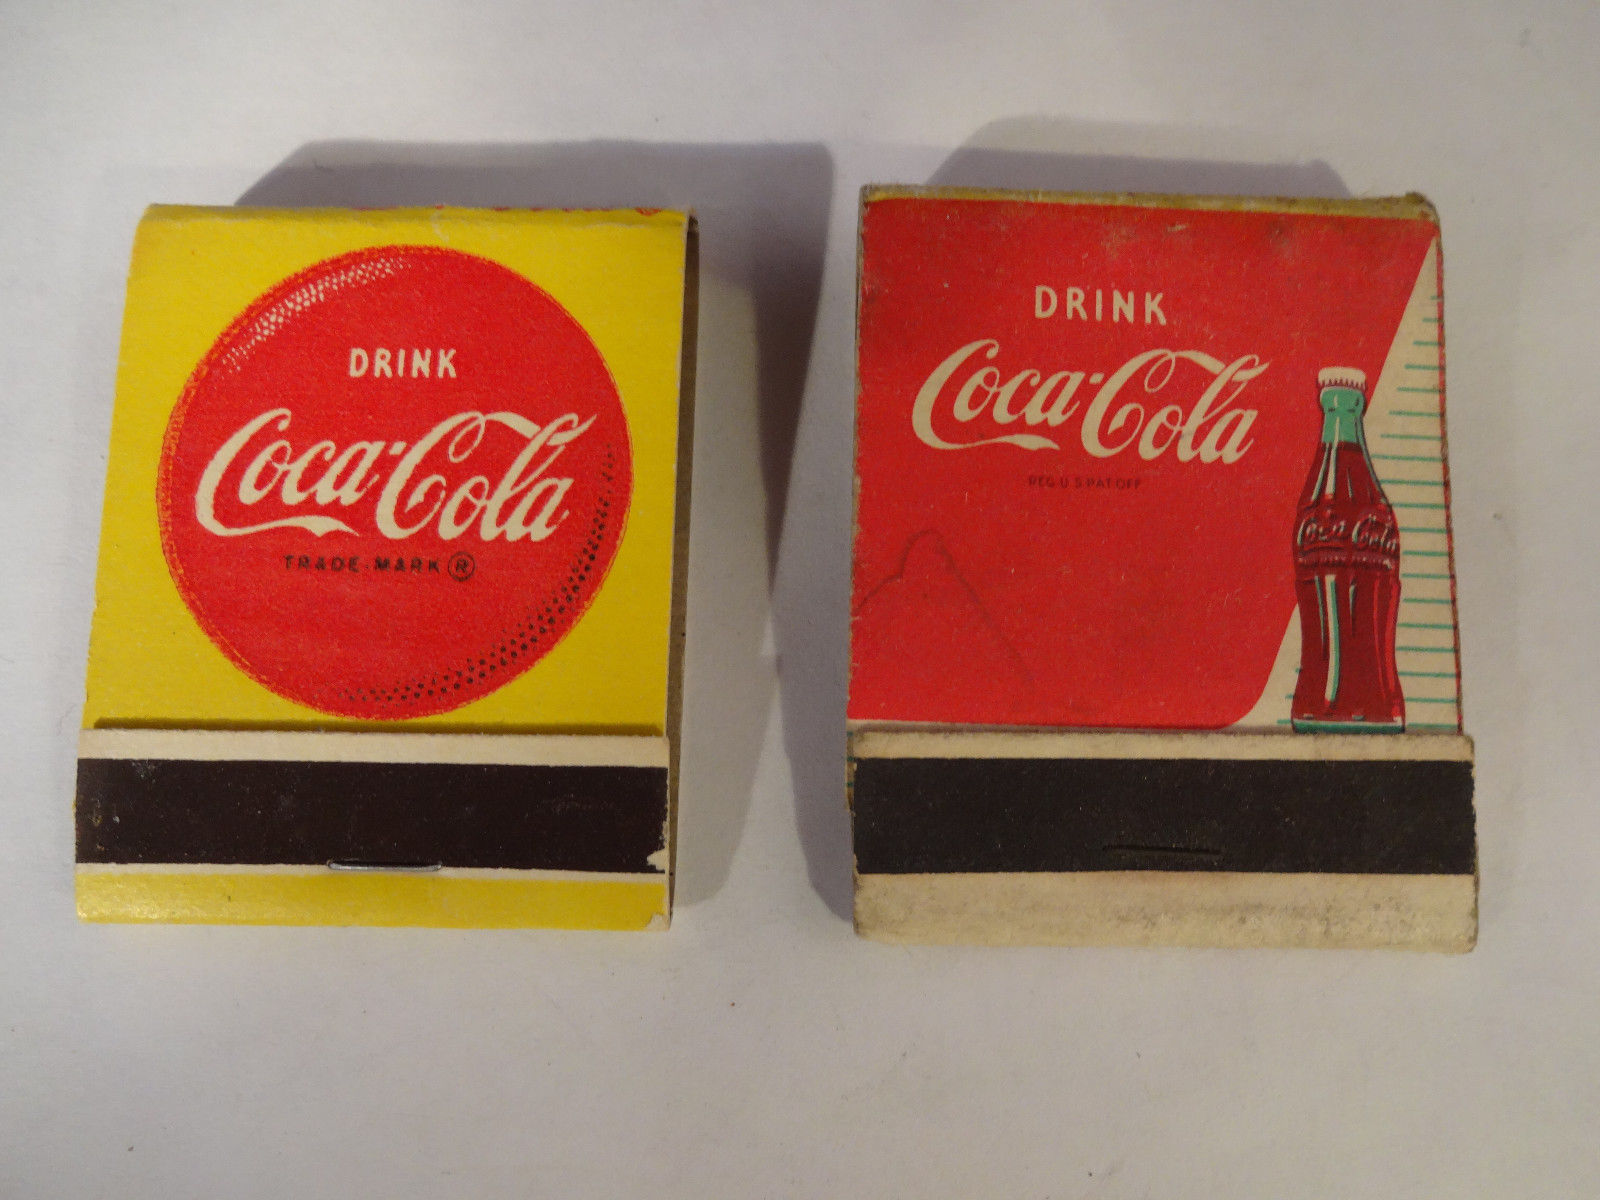 DRINK
Coca-Cola
TRADE-MARK ®
DRINK
Coca-Cola
REG. U.S. PAT. OFF.
Coca-Cola